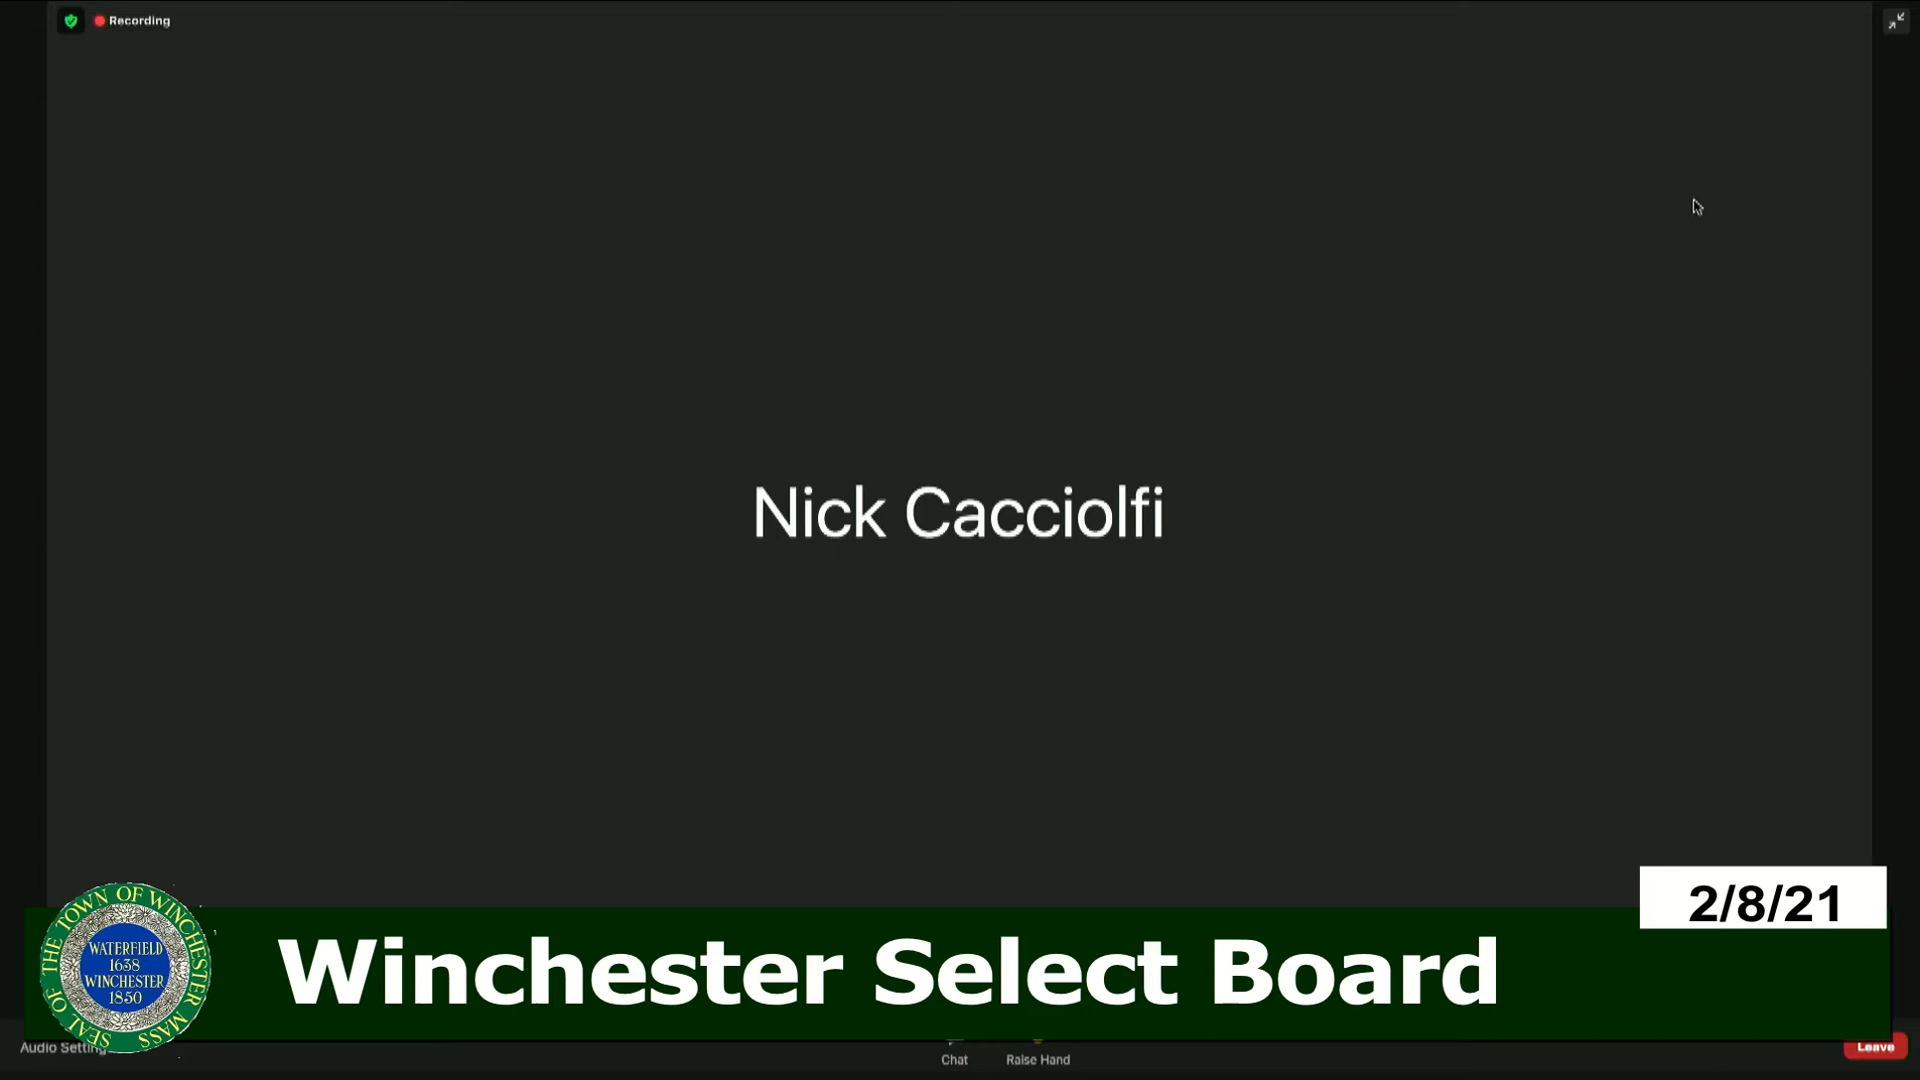 Recording
Nick Cacciolfi
2/8/21
Winchester Select Board
SEAL OF THE TOWN OF WINCHESTER MASS
WATERFIELD
1638
WINCHESTER
1850
Audio Setting
Chat
Raise Hand
Leave